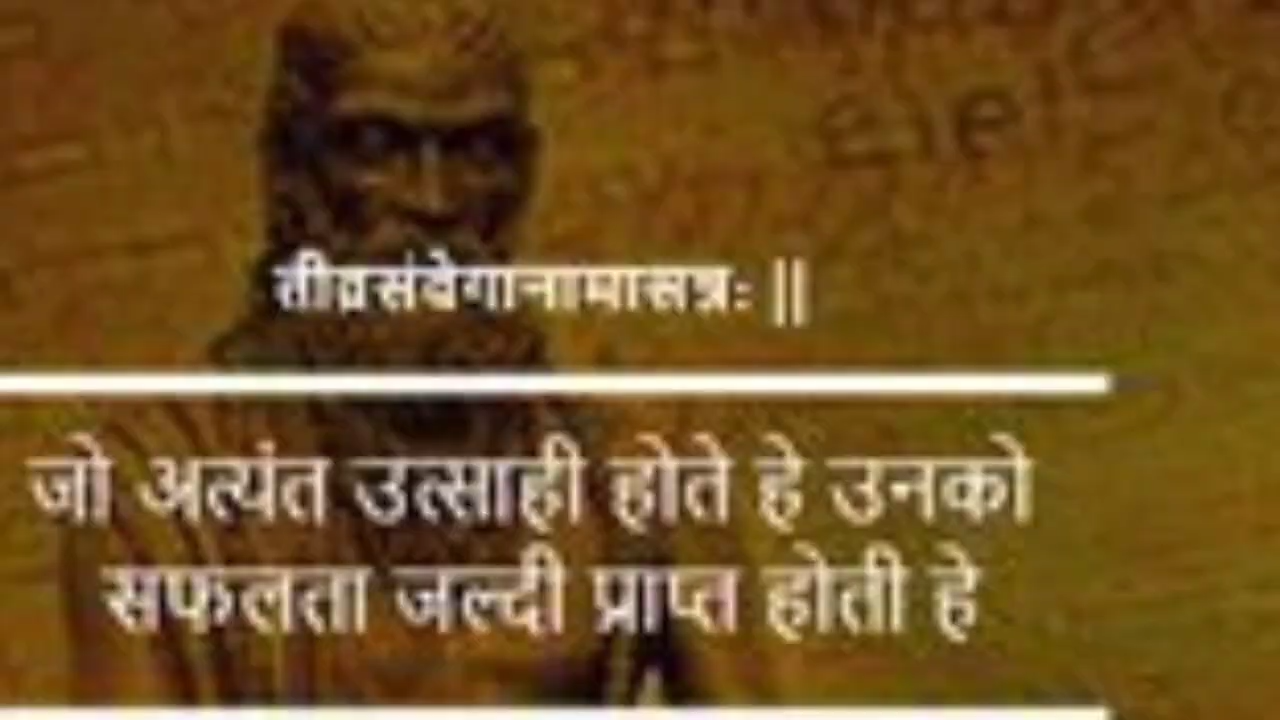 तीव्रसंवेगानामासन्नः ||
जो अत्यंत उत्साही होते हे उनको
सफलता जल्दी प्राप्त होती हे